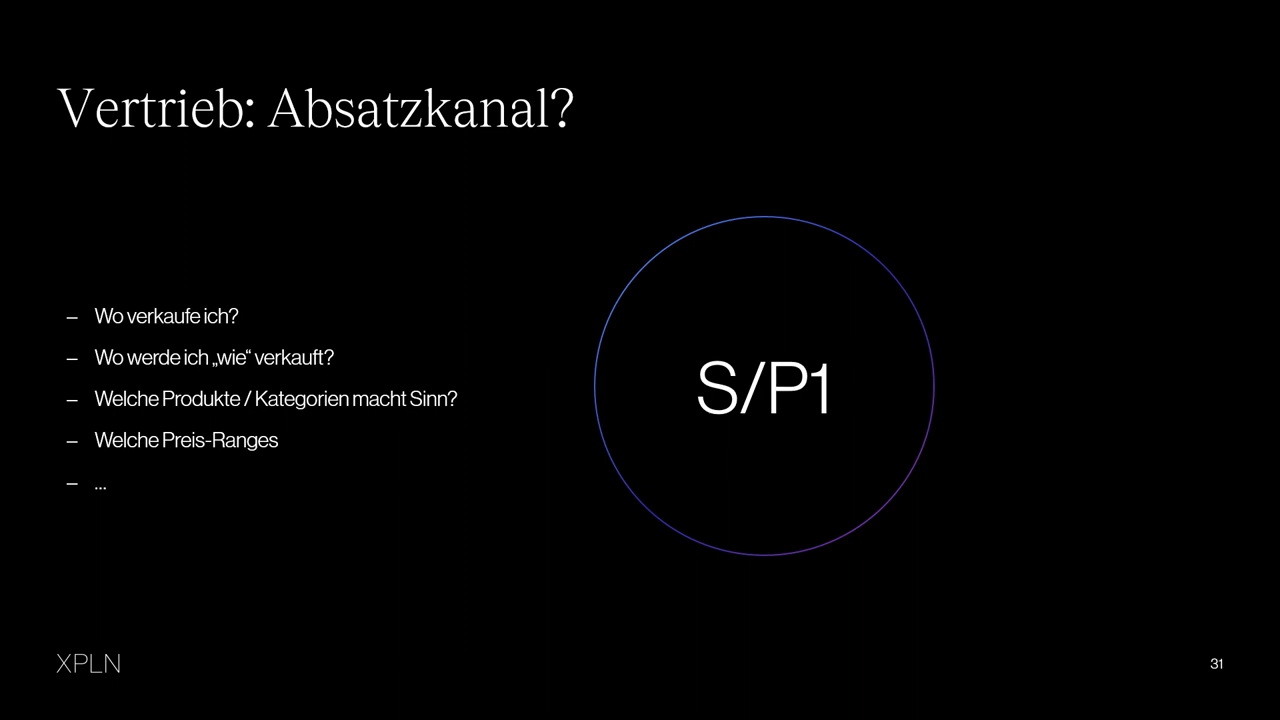 Vertrieb: Absatzkanal?
– Wo verkaufe ich?
– Wo werde ich „wie“ verkauft?
– Welche Produkte / Kategorien macht Sinn?
– Welche Preis-Ranges
– ...
S/P1
XPLN
31